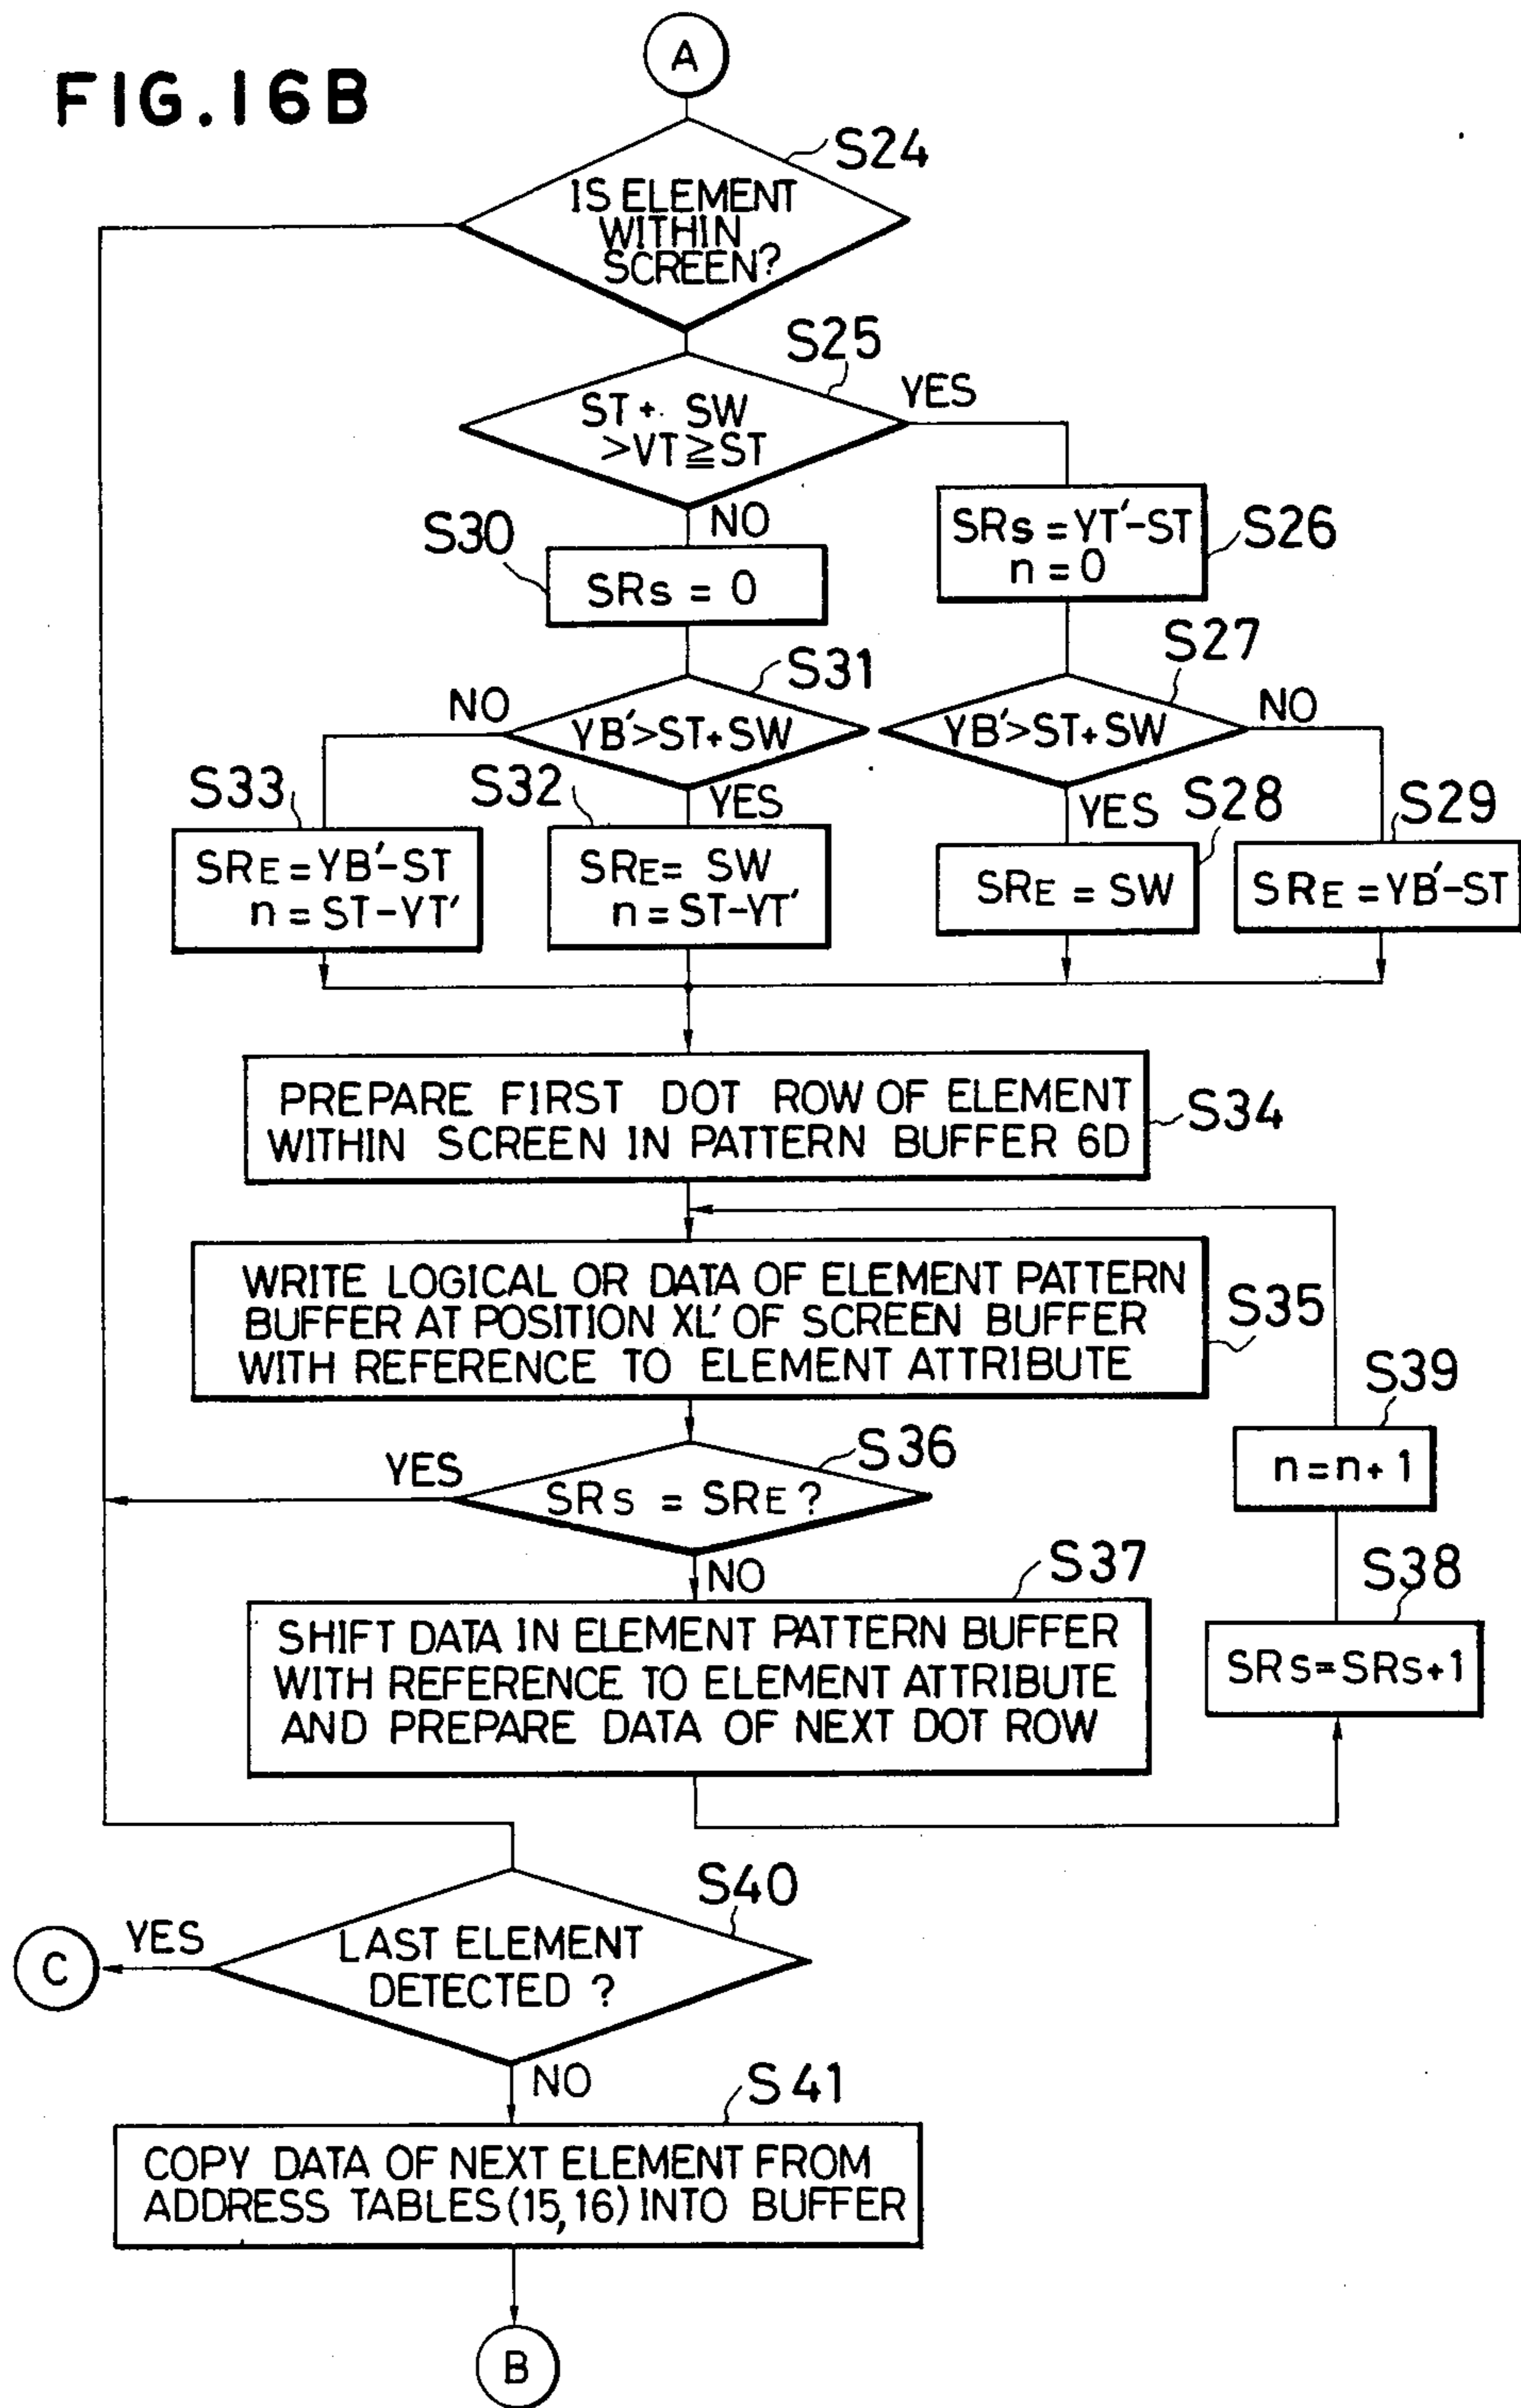 FIG.16B
A
S24
IS ELEMENT
WITHIN
SCREEN?
S25
ST+ SW
>VT≧ST
YES
NO
S30
SRs = 0
SRs = YT'-ST
n = 0
S26
S31
YB'>ST+SW
NO
YES
S27
YB'>ST+SW
NO
YES
S33
SRE = YB'-ST
n = ST-YT'
S32
SRE = SW
n = ST-YT'
S28
SRE = SW
S29
SRE = YB'-ST
PREPARE FIRST DOT ROW OF ELEMENT
WITHIN SCREEN IN PATTERN BUFFER 6D
S34
WRITE LOGICAL OR DATA OF ELEMENT PATTERN
BUFFER AT POSITION XL' OF SCREEN BUFFER
WITH REFERENCE TO ELEMENT ATTRIBUTE
S35
S39
n = n+1
S36
YES
SRS = SRE ?
NO
S37
SHIFT DATA IN ELEMENT PATTERN BUFFER
WITH REFERENCE TO ELEMENT ATTRIBUTE
AND PREPARE DATA OF NEXT DOT ROW
S38
SRS = SRS+1
S40
LAST ELEMENT
DETECTED ?
YES
C
NO
S41
COPY DATA OF NEXT ELEMENT FROM
ADDRESS TABLES (15,16) INTO BUFFER
B